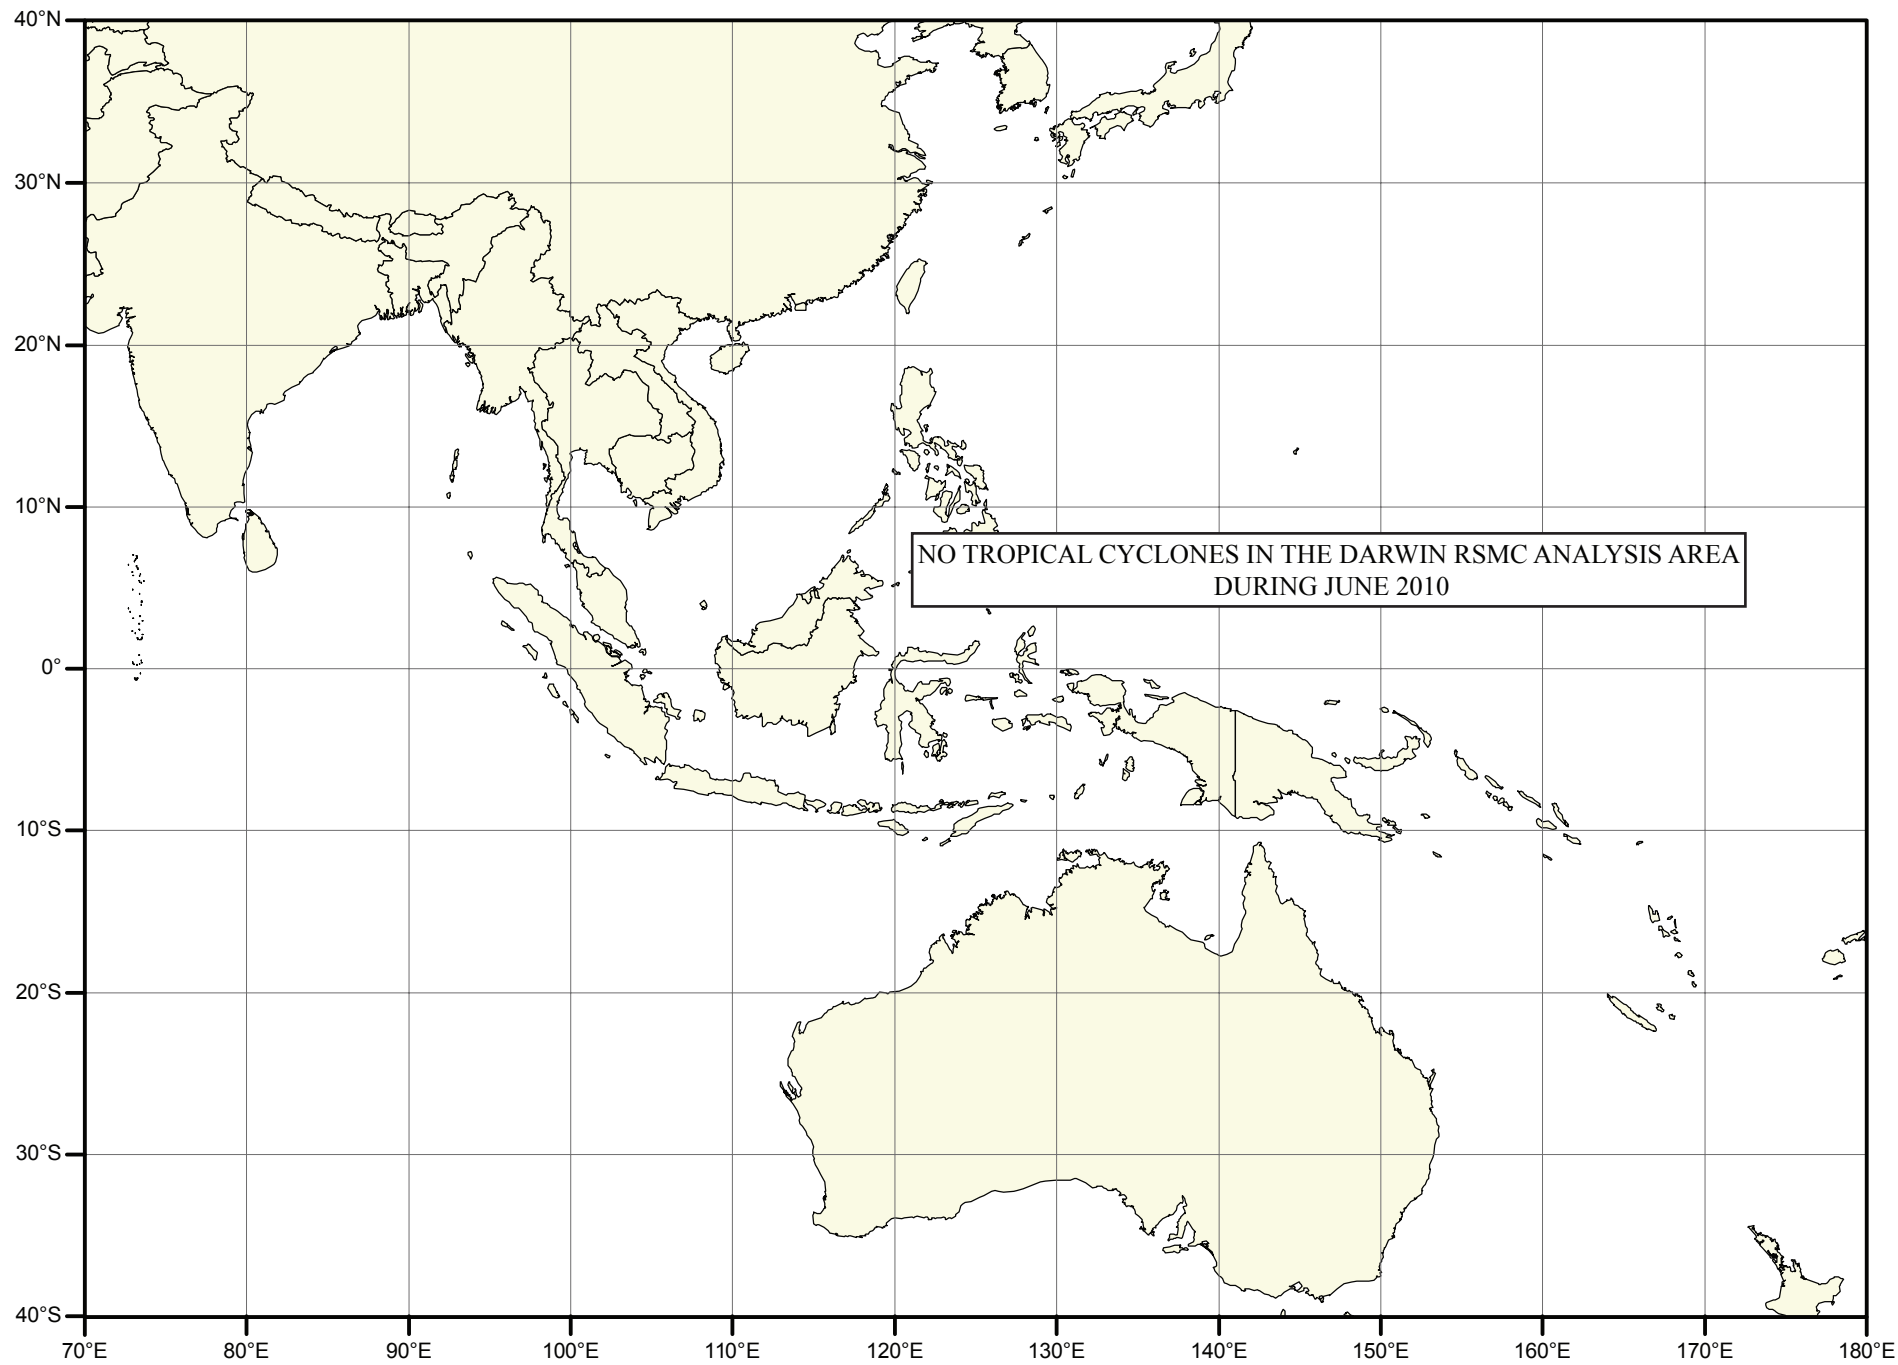 40°N
30°N
20°N
10°N
NO TROPICAL CYCLONES IN THE DARWIN RSMC ANALYSIS AREA
DURING JUNE 2010
0°
10°S
20°S
30°S
40°S
70°E 80°E 90°E 100°E 110°E 120°E 130°E 140°E 150°E 160°E 170°E 180°E